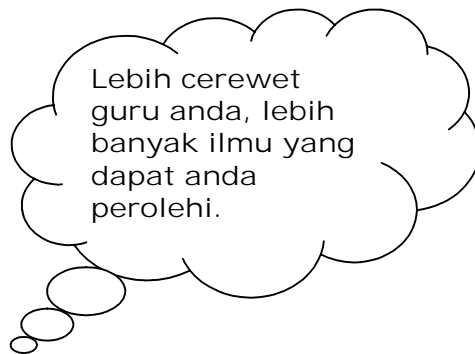 Lebih cerewet
guru anda, lebih
banyak ilmu yang
dapat anda
perolehi.